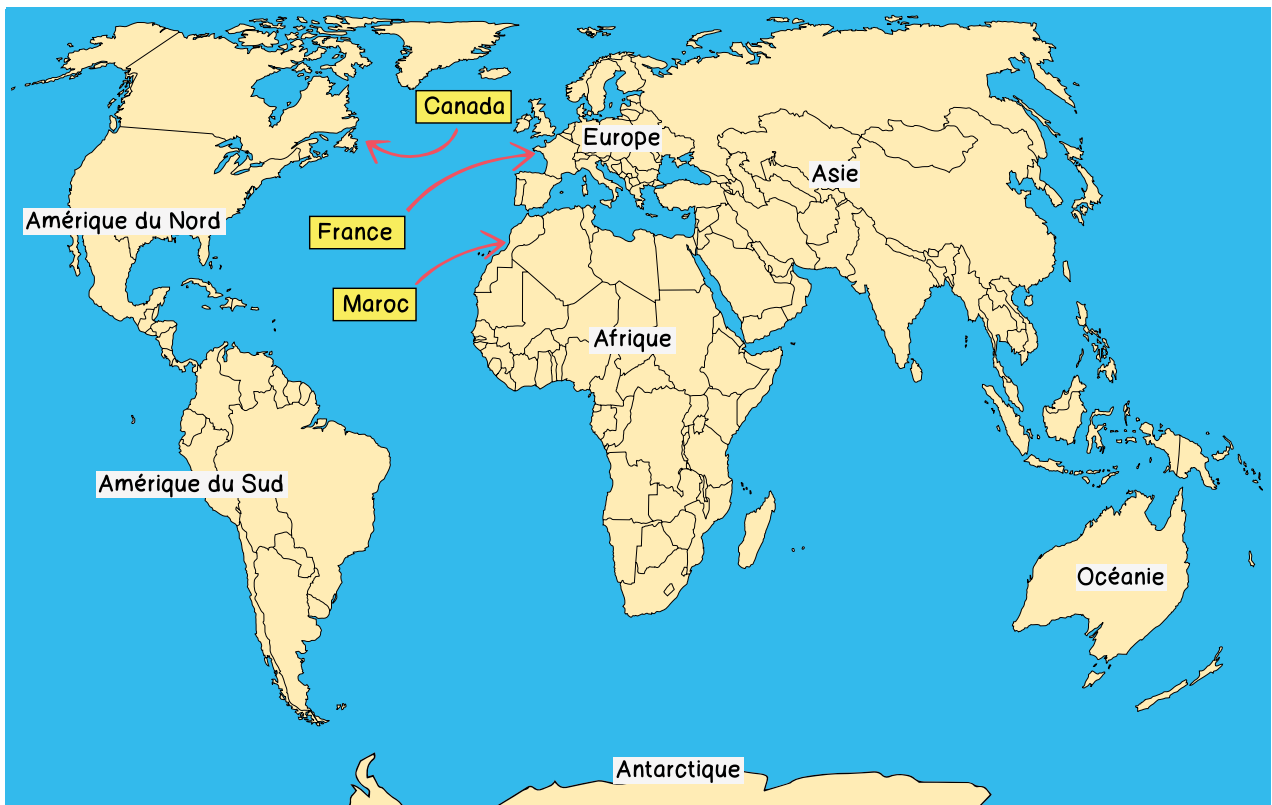 Canada
Europe
Asie
Amérique du Nord
France
Maroc
Afrique
Amérique du Sud
Océanie
Antarctique